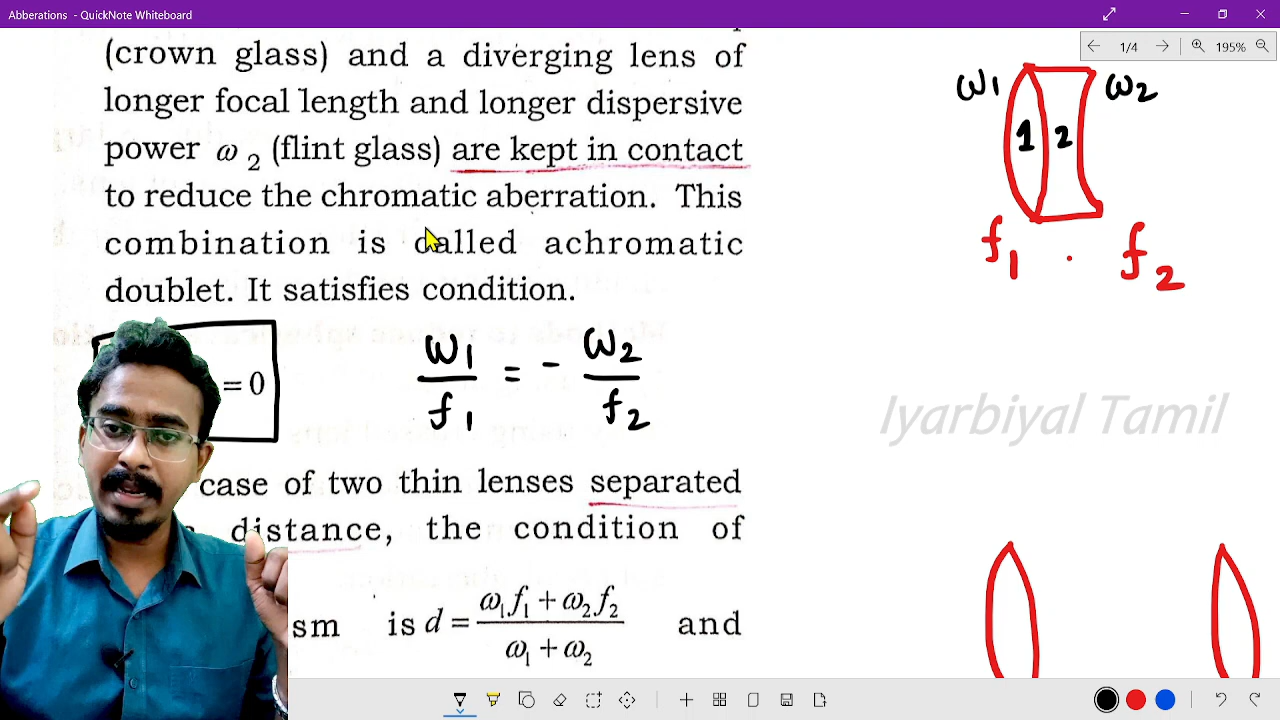 Abberations - QuickNote Whiteboard
1/4
195%
(crown glass) and a diverging lens of
longer focal length and longer dispersive
power ω 2 (flint glass) are kept in contact
to reduce the chromatic aberration. This
combination is called achromatic
doublet. It satisfies condition.
= 0
ω1/f1 = - ω2/f2
case of two thin lenses separated
distance, the condition of
sm is d = ω1f1 + ω2f2 / ω1 + ω2 and
ω1 ω2
1 2
f1 . f2
Iyarbiyal Tamil